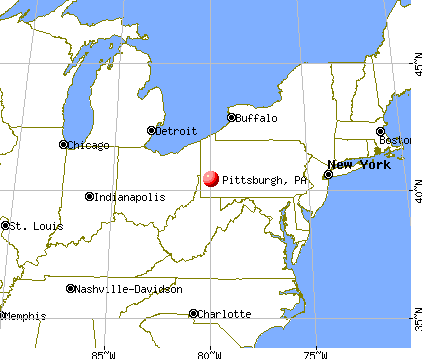 45°N
Buffalo
Detroit
Boston
Chicago
New York
Pittsburgh, PA
40°N
Indianapolis
St. Louis
Nashville-Davidson
Charlotte
Memphis
35°N
85°W
80°W
75°W